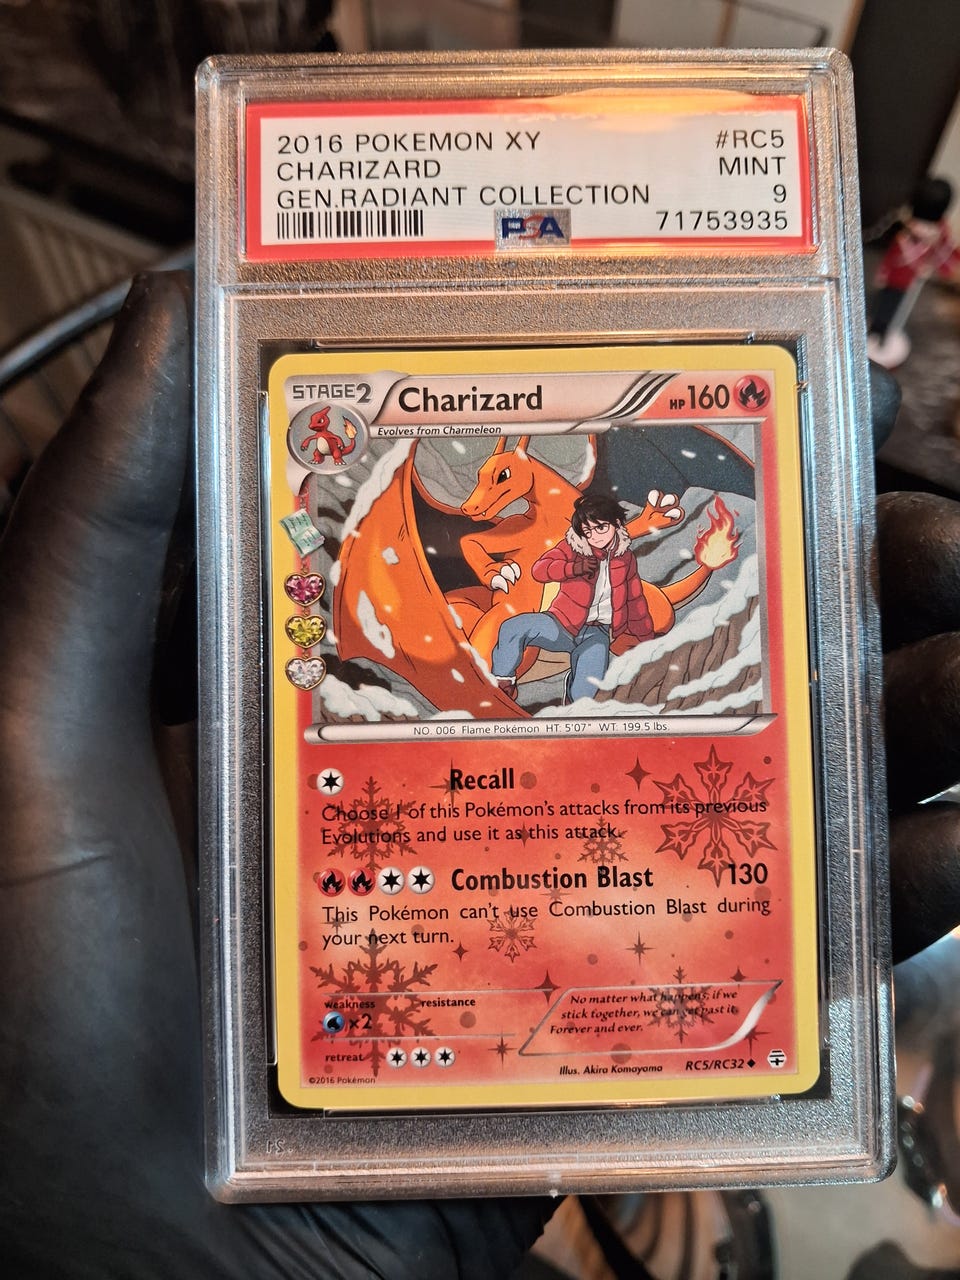 2016 POKEMON XY #RC5
CHARIZARD MINT
GEN.RADIANT COLLECTION 9
PSA 71753935
STAGE2 Charizard HP160
Evolves from Charmeleon
NO. 006 Flame Pokémon HT: 5'07" WT: 199.5 lbs.
Recall
Choose 1 of this Pokémon's attacks from its previous
Evolutions and use it as this attack.
Combustion Blast 130
This Pokémon can't use Combustion Blast during
your next turn.
weakness resistance
×2
No matter what happens, if we
stick together, we can get past it.
Forever and ever.
retreat
Illus. Akira Komayama RC5/RC32
©2016 Pokémon